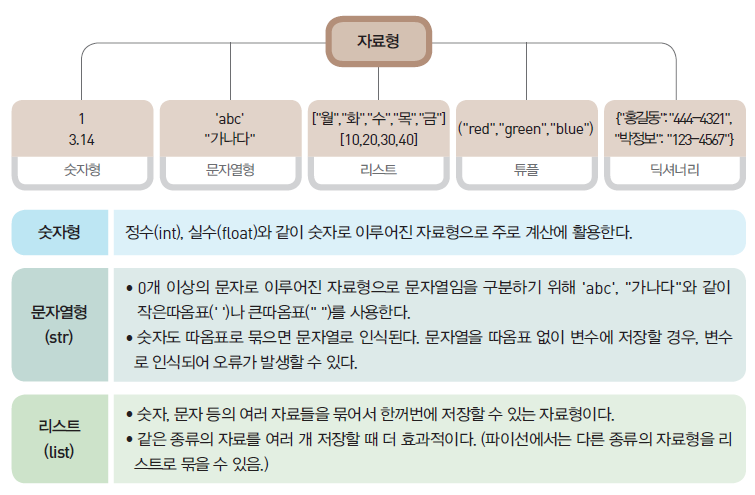 자료형
1
3.14
숫자형
'abc'
"가나다"
문자열형
["월","화","수","목","금"]
[10,20,30,40]
리스트
("red","green","blue")
튜플
{"홍길동": "444-4321",
"박정보": "123-4567"}
딕셔너리
숫자형
정수(int), 실수(float)와 같이 숫자로 이루어진 자료형으로 주로 계산에 활용한다.
문자열형
(str)
• 0개 이상의 문자로 이루어진 자료형으로 문자열임을 구분하기 위해 'abc', "가나다"와 같이
작은따옴표(' ')나 큰따옴표(" ")를 사용한다.
• 숫자도 따옴표로 묶으면 문자열로 인식된다. 문자열을 따옴표 없이 변수에 저장할 경우, 변수
로 인식되어 오류가 발생할 수 있다.
리스트
(list)
• 숫자, 문자 등의 여러 자료들을 묶어서 한꺼번에 저장할 수 있는 자료형이다.
• 같은 종류의 자료를 여러 개 저장할 때 더 효과적이다. (파이선에서는 다른 종류의 자료형을 리
스트로 묶을 수 있음.)